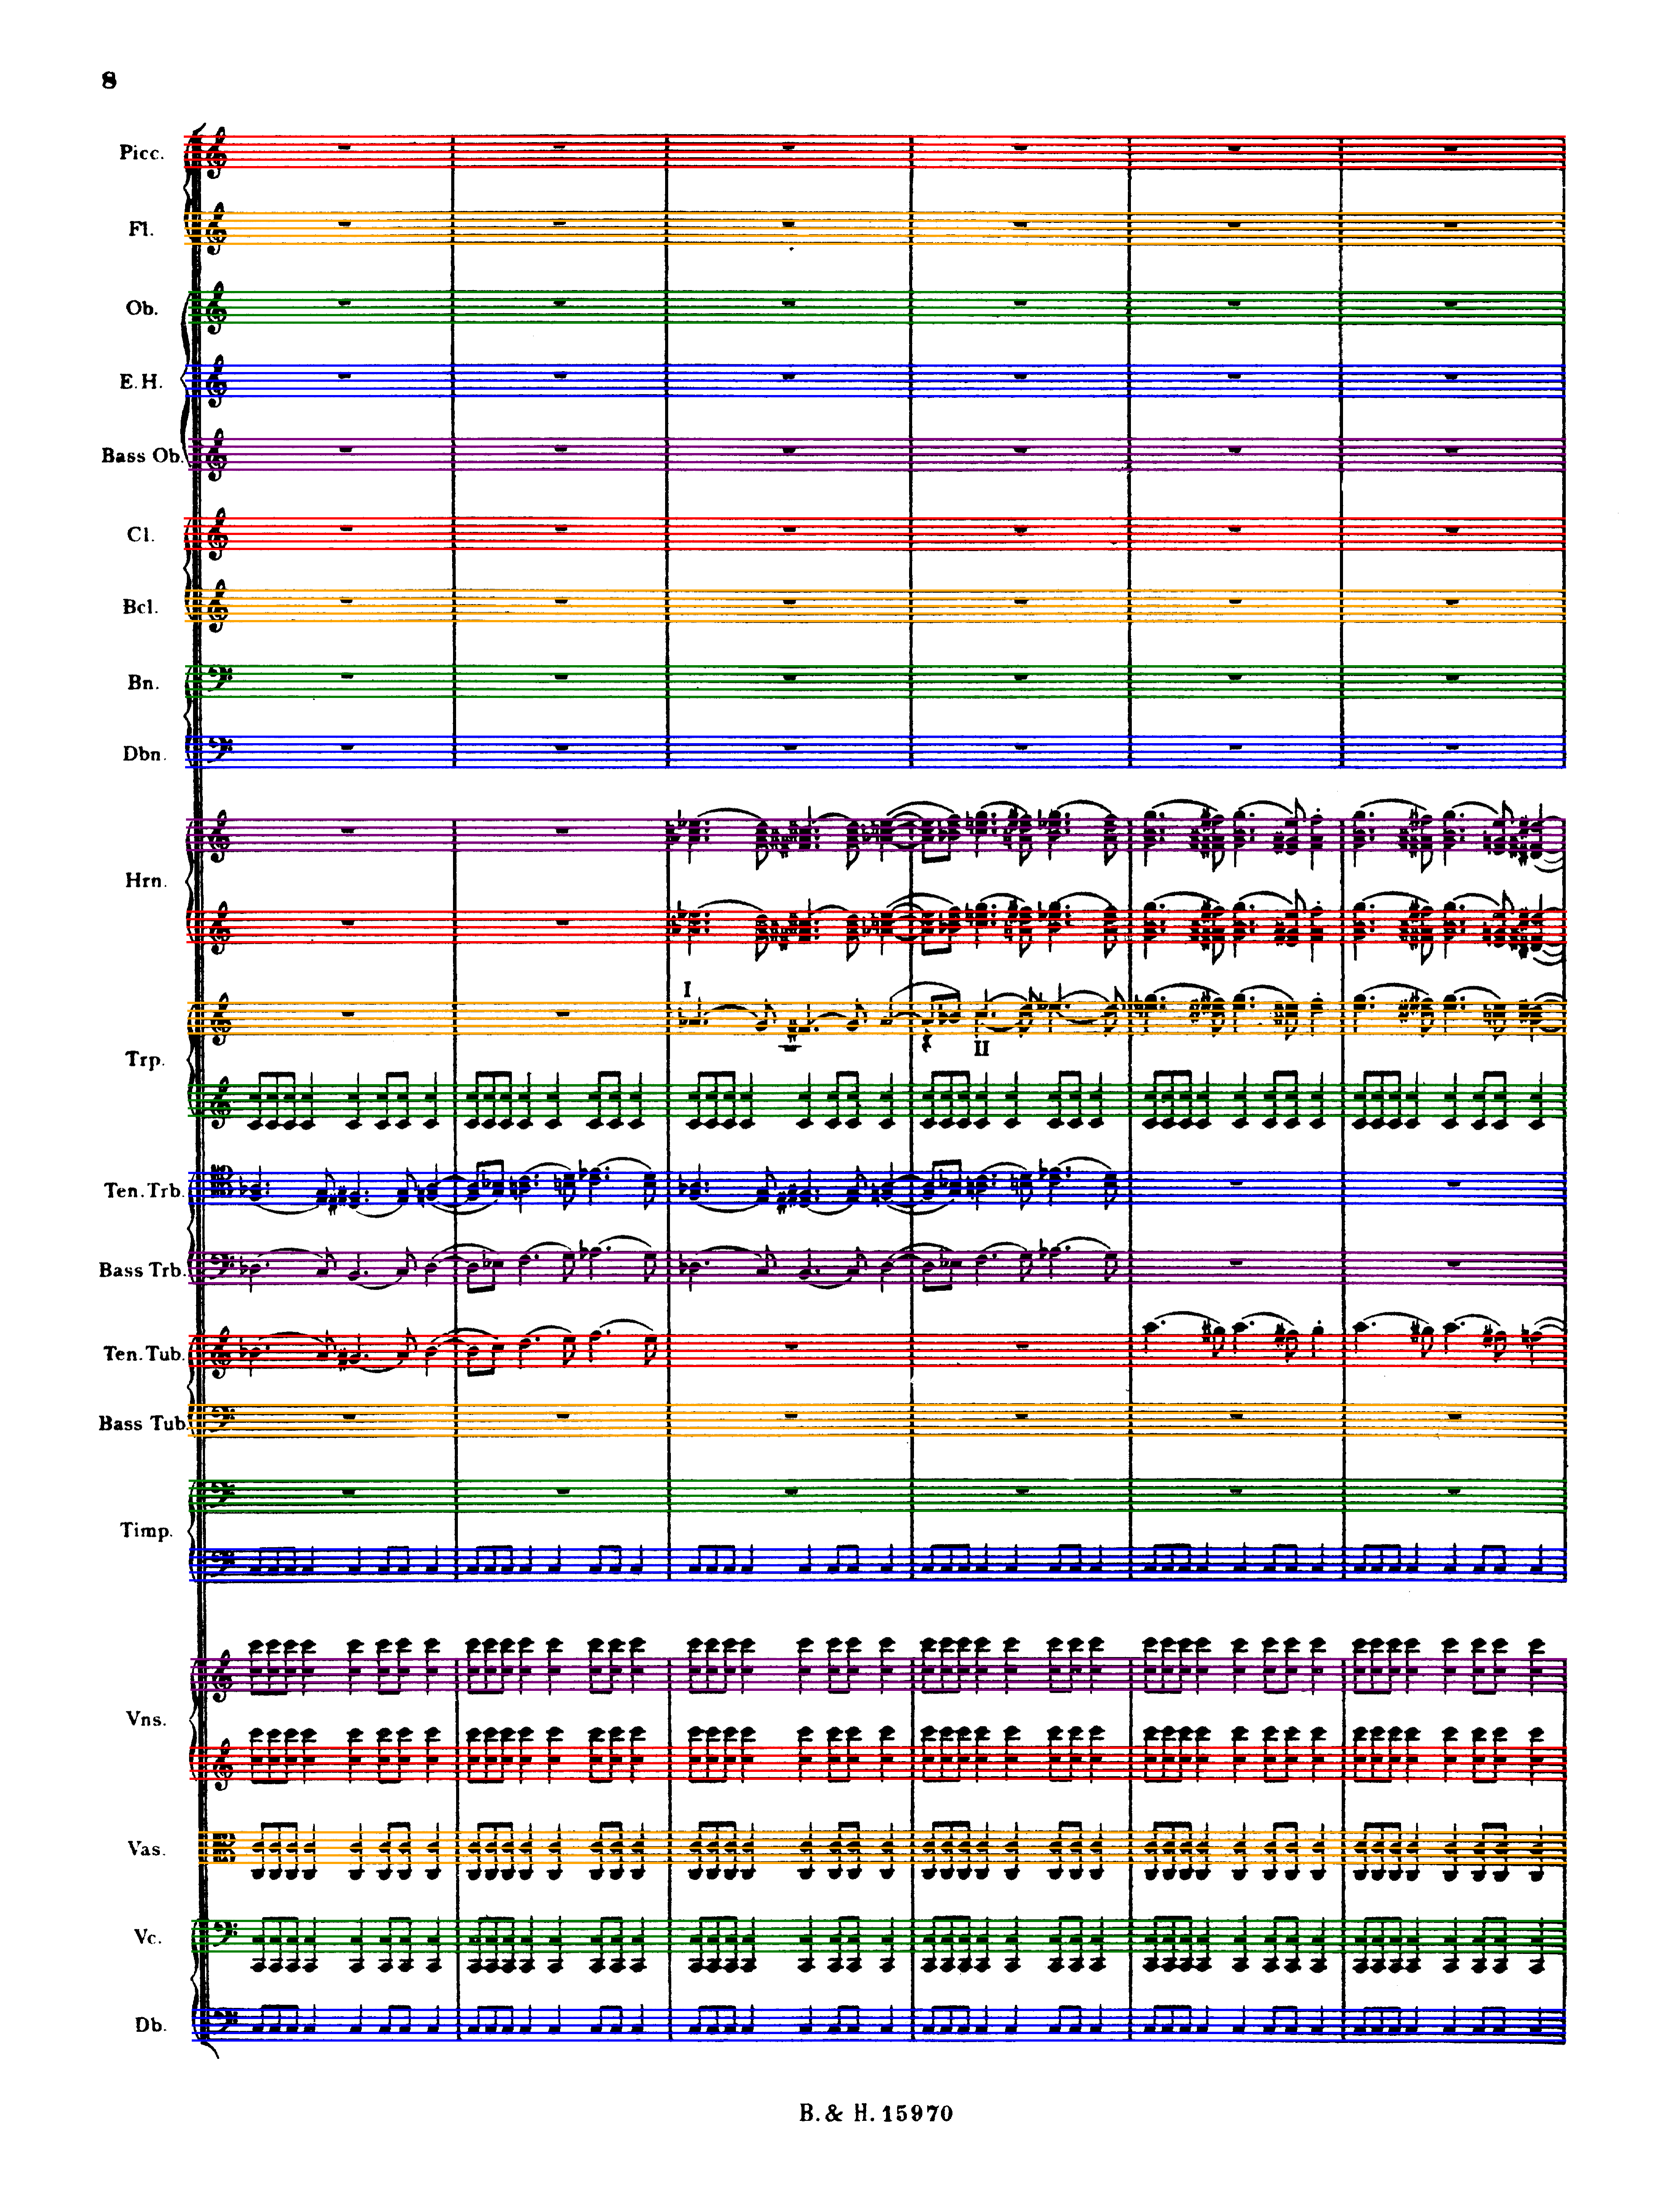 8
Picc.
Fl.
Ob.
E.H.
Bass Ob.
Cl.
Bcl.
Bn.
Dbn.
Hrn.
I
II
Trp.
Ten.Trb.
Bass Trb.
Ten.Tub.
Bass Tub.
Timp.
Vns.
Vas.
Vc.
Db.
B.& H. 15970